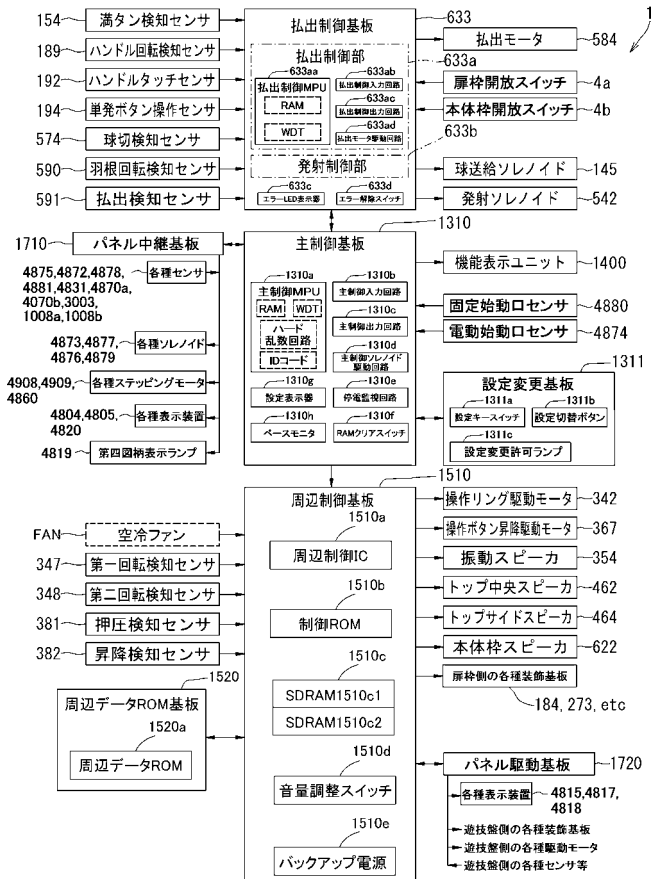 1
154 満タン検知センサ
189 ハンドル回転検知センサ
192 ハンドルタッチセンサ
194 単発ボタン操作センサ
574 球切検知センサ
590 羽根回転検知センサ
591 払出検知センサ
払出制御基板 633
払出制御部 633a
633aa
払出制御MPU
RAM
WDT
633ab
払出制御入力回路
633ac
払出制御出力回路
633ad
払出モータ駆動回路
633b
発射制御部
633c
エラーLED表示器
633d
エラー解除スイッチ
払出モータ 584
扉枠開放スイッチ 4a
本体枠開放スイッチ 4b
球送給ソレノイド 145
発射ソレノイド 542
1710
パネル中継基板
4875,4872,4878,
4881,4831,4870a,
4070b,3003,
1008a,1008b
各種センサ
4873,4877,
4876,4879
各種ソレノイド
4908,4909,
4860
各種ステッピングモータ
4804,4805,
4820
各種表示装置
4819 第四図柄表示ランプ
1310
主制御基板
1310a
主制御MPU
RAM WDT
ハード
乱数回路
IDコード
1310b
主制御入力回路
1310c
主制御出力回路
1310d
主制御ソレノイド
駆動回路
1310g
設定表示器
1310e
停電監視回路
1310h
ベースモニタ
1310f
RAMクリアスイッチ
機能表示ユニット 1400
固定始動口センサ 4880
電動始動口センサ 4874
1311
設定変更基板
1311a
設定キースイッチ
1311b
設定切替ボタン
1311c
設定変更許可ランプ
1510
周辺制御基板
FAN 空冷ファン
347 第一回転検知センサ
348 第二回転検知センサ
381 押圧検知センサ
382 昇降検知センサ
1520
周辺データROM基板
1520a
周辺データROM
1510a
周辺制御IC
1510b
制御ROM
1510c
SDRAM1510c1
SDRAM1510c2
1510d
音量調整スイッチ
1510e
バックアップ電源
操作リング駆動モータ 342
操作ボタン昇降駆動モータ 367
振動スピーカ 354
トップ中央スピーカ 462
トップサイドスピーカ 464
本体枠スピーカ 622
扉枠側の各種装飾基板
184, 273, etc
パネル駆動基板 1720
各種表示装置
4815,4817,
4818
遊技盤側の各種装飾基板
遊技盤側の各種駆動モータ
遊技盤側の各種センサ等